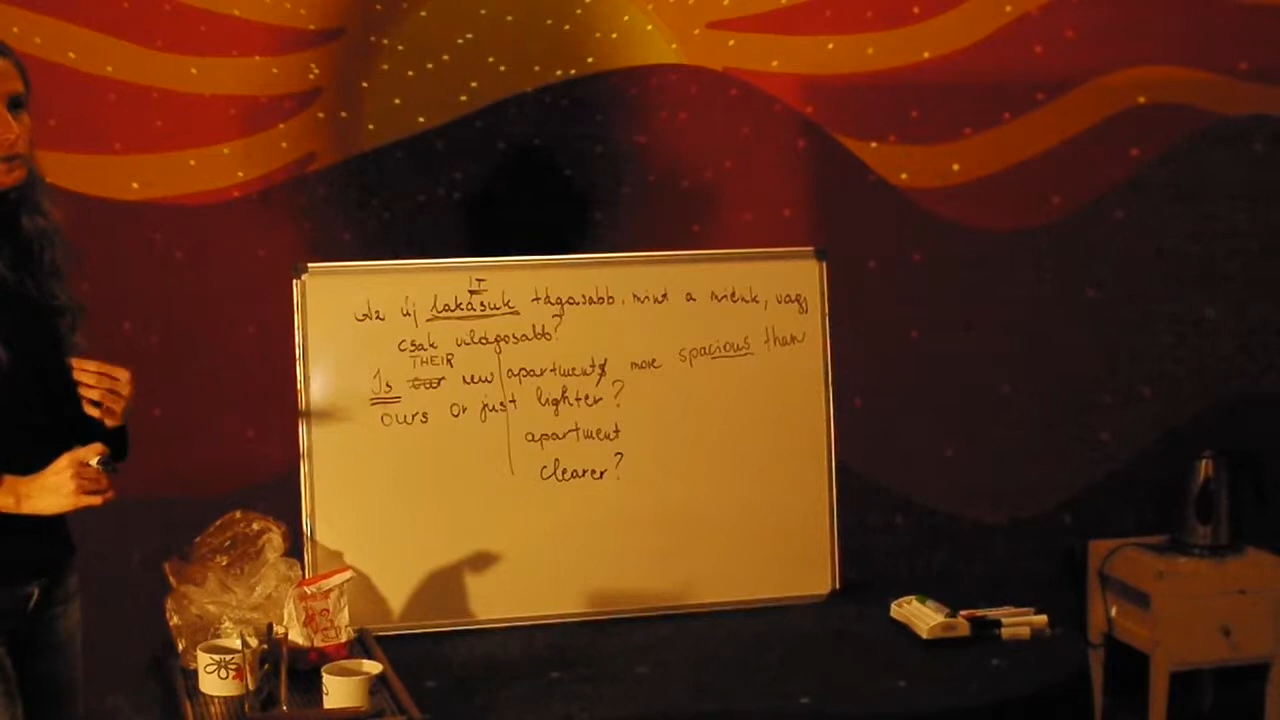 IT
Az új lakásuk tágasabb, mint a miénk, vagy
csak világosabb?
THEIR
Is our new apartments more spacious than
ours or just lighter?
apartment
clearer?